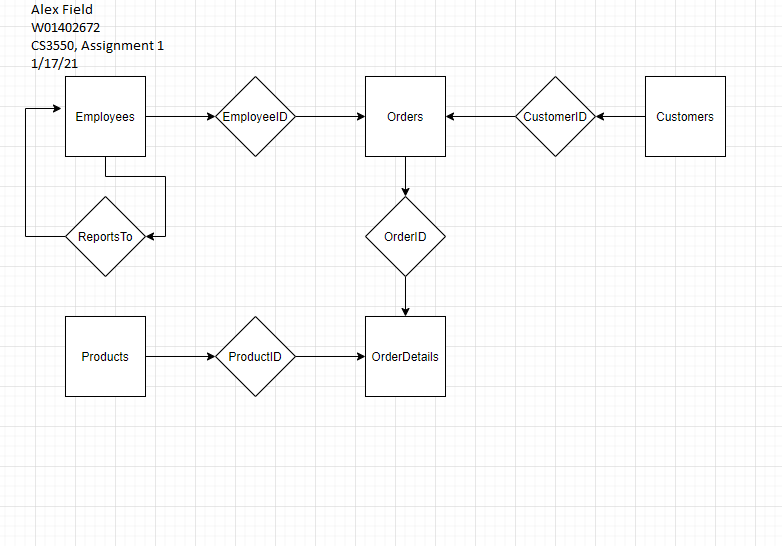 Alex Field
W01402672
CS3550, Assignment 1
1/17/21
Employees
EmployeeID
Orders
CustomerID
Customers
ReportsTo
OrderID
Products
ProductID
OrderDetails